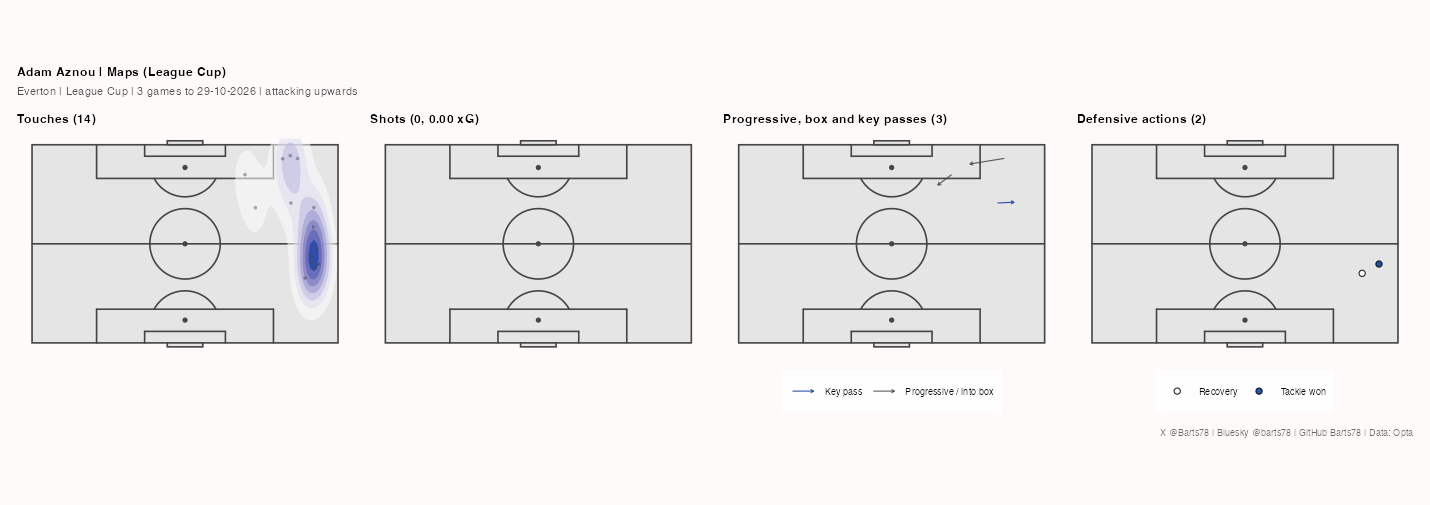 Adam Aznou | Maps (League Cup)
Everton | League Cup | 3 games to 29-10-2026 | attacking upwards
Touches (14)
Shots (0, 0.00 xG)
Progressive, box and key passes (3)
Defensive actions (2)
Key pass
Progressive / into box
Recovery
Tackle won
X @Barts78 | Bluesky @barts78 | GitHub Barts78 | Data: Opta